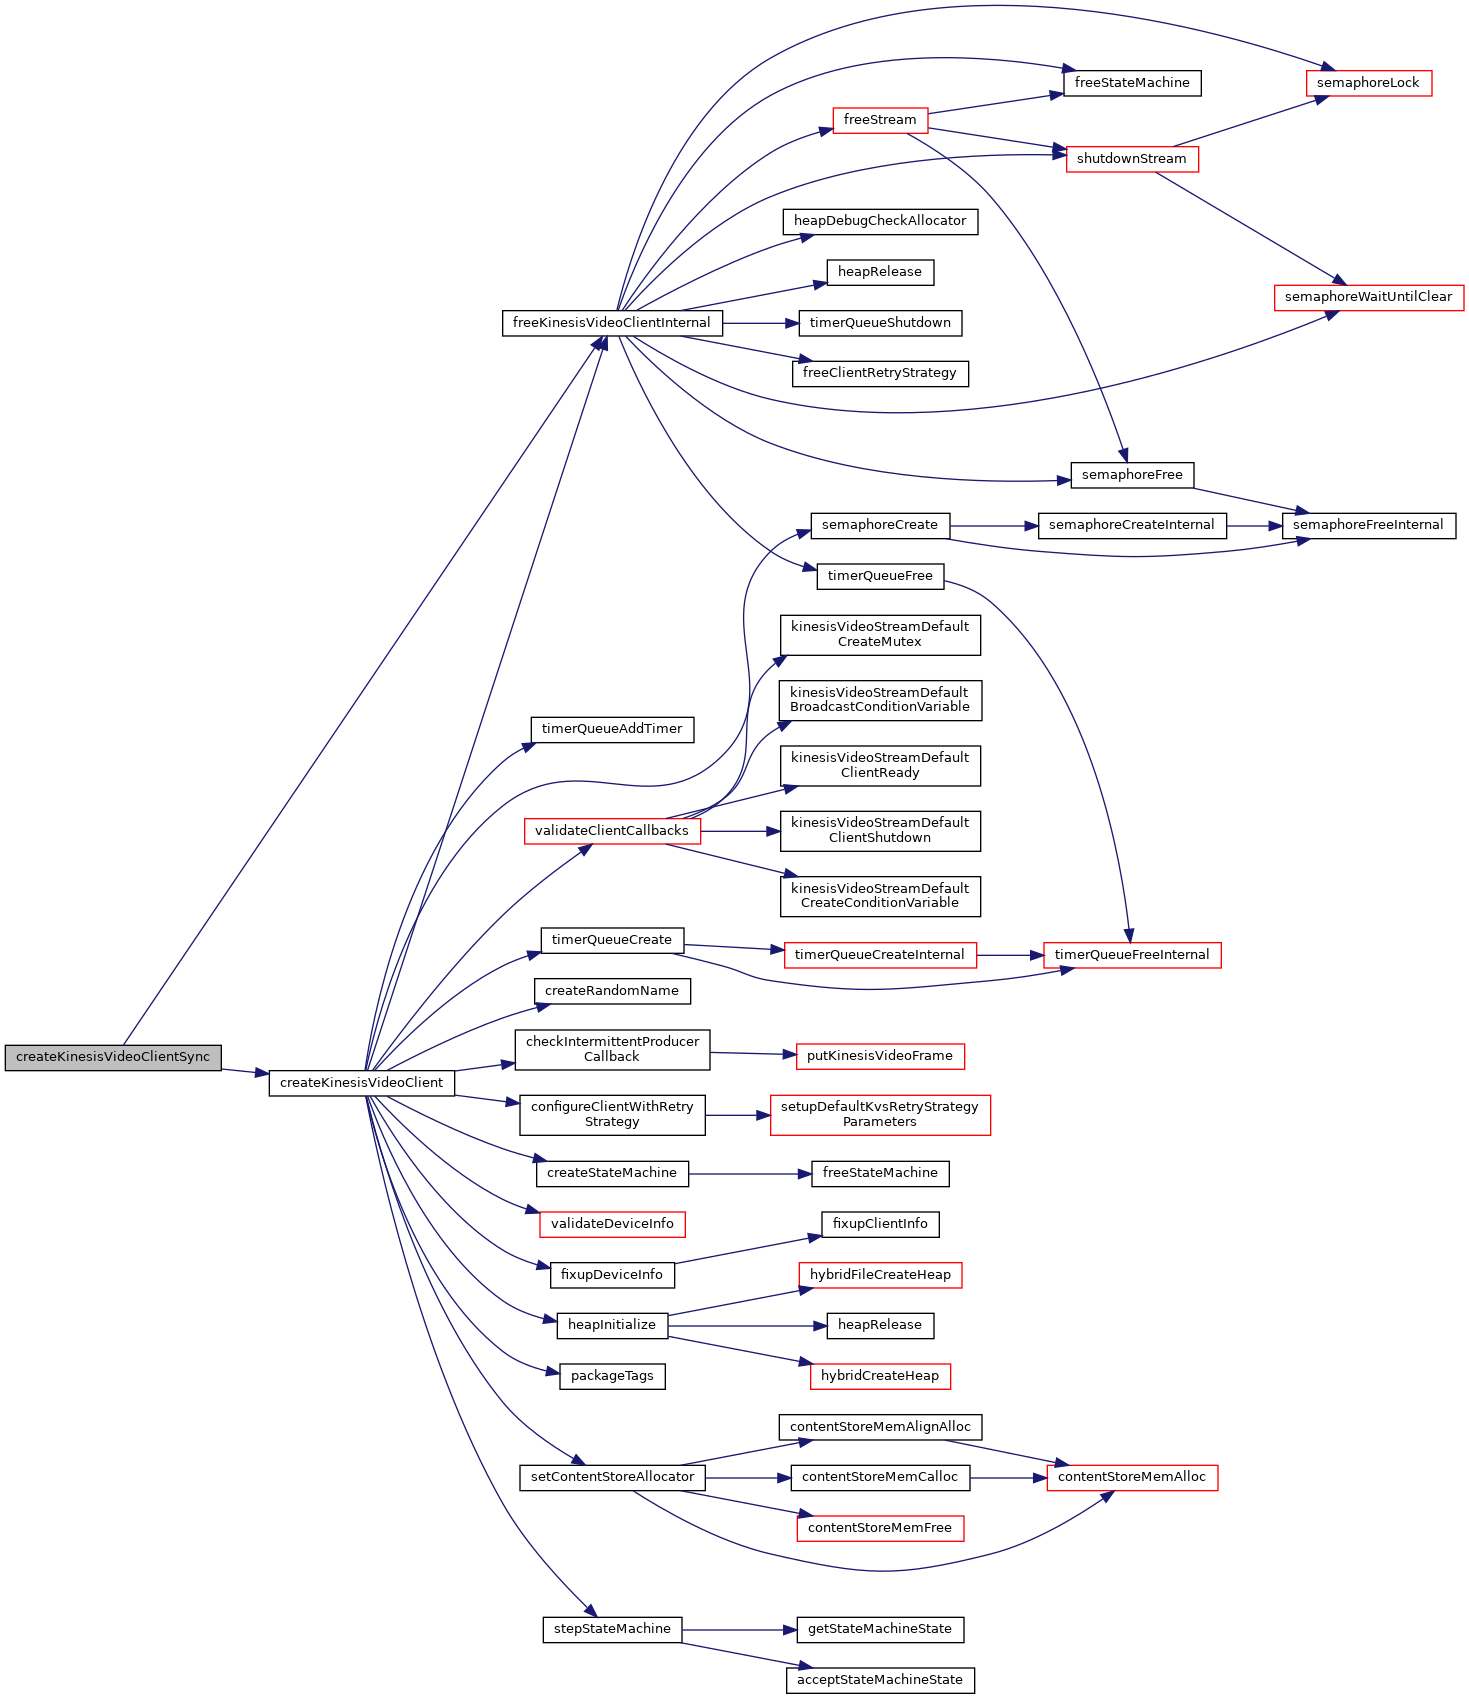 freeStateMachine
semaphoreLock
freeStream
shutdownStream
heapDebugCheckAllocator
heapRelease
semaphoreWaitUntilClear
freeKinesisVideoClientInternal
timerQueueShutdown
freeClientRetryStrategy
semaphoreFree
semaphoreCreate
semaphoreCreateInternal
semaphoreFreeInternal
timerQueueFree
kinesisVideoStreamDefault
CreateMutex
kinesisVideoStreamDefault
BroadcastConditionVariable
timerQueueAddTimer
kinesisVideoStreamDefault
ClientReady
validateClientCallbacks
kinesisVideoStreamDefault
ClientShutdown
kinesisVideoStreamDefault
CreateConditionVariable
timerQueueCreate
timerQueueCreateInternal
timerQueueFreeInternal
createRandomName
createKinesisVideoClientSync
checkIntermittentProducer
Callback
putKinesisVideoFrame
createKinesisVideoClient
configureClientWithRetry
Strategy
setupDefaultKvsRetryStrategy
Parameters
createStateMachine
freeStateMachine
validateDeviceInfo
fixupClientInfo
fixupDeviceInfo
hybridFileCreateHeap
heapInitialize
heapRelease
packageTags
hybridCreateHeap
contentStoreMemAlignAlloc
setContentStoreAllocator
contentStoreMemCalloc
contentStoreMemAlloc
contentStoreMemFree
stepStateMachine
getStateMachineState
acceptStateMachineState